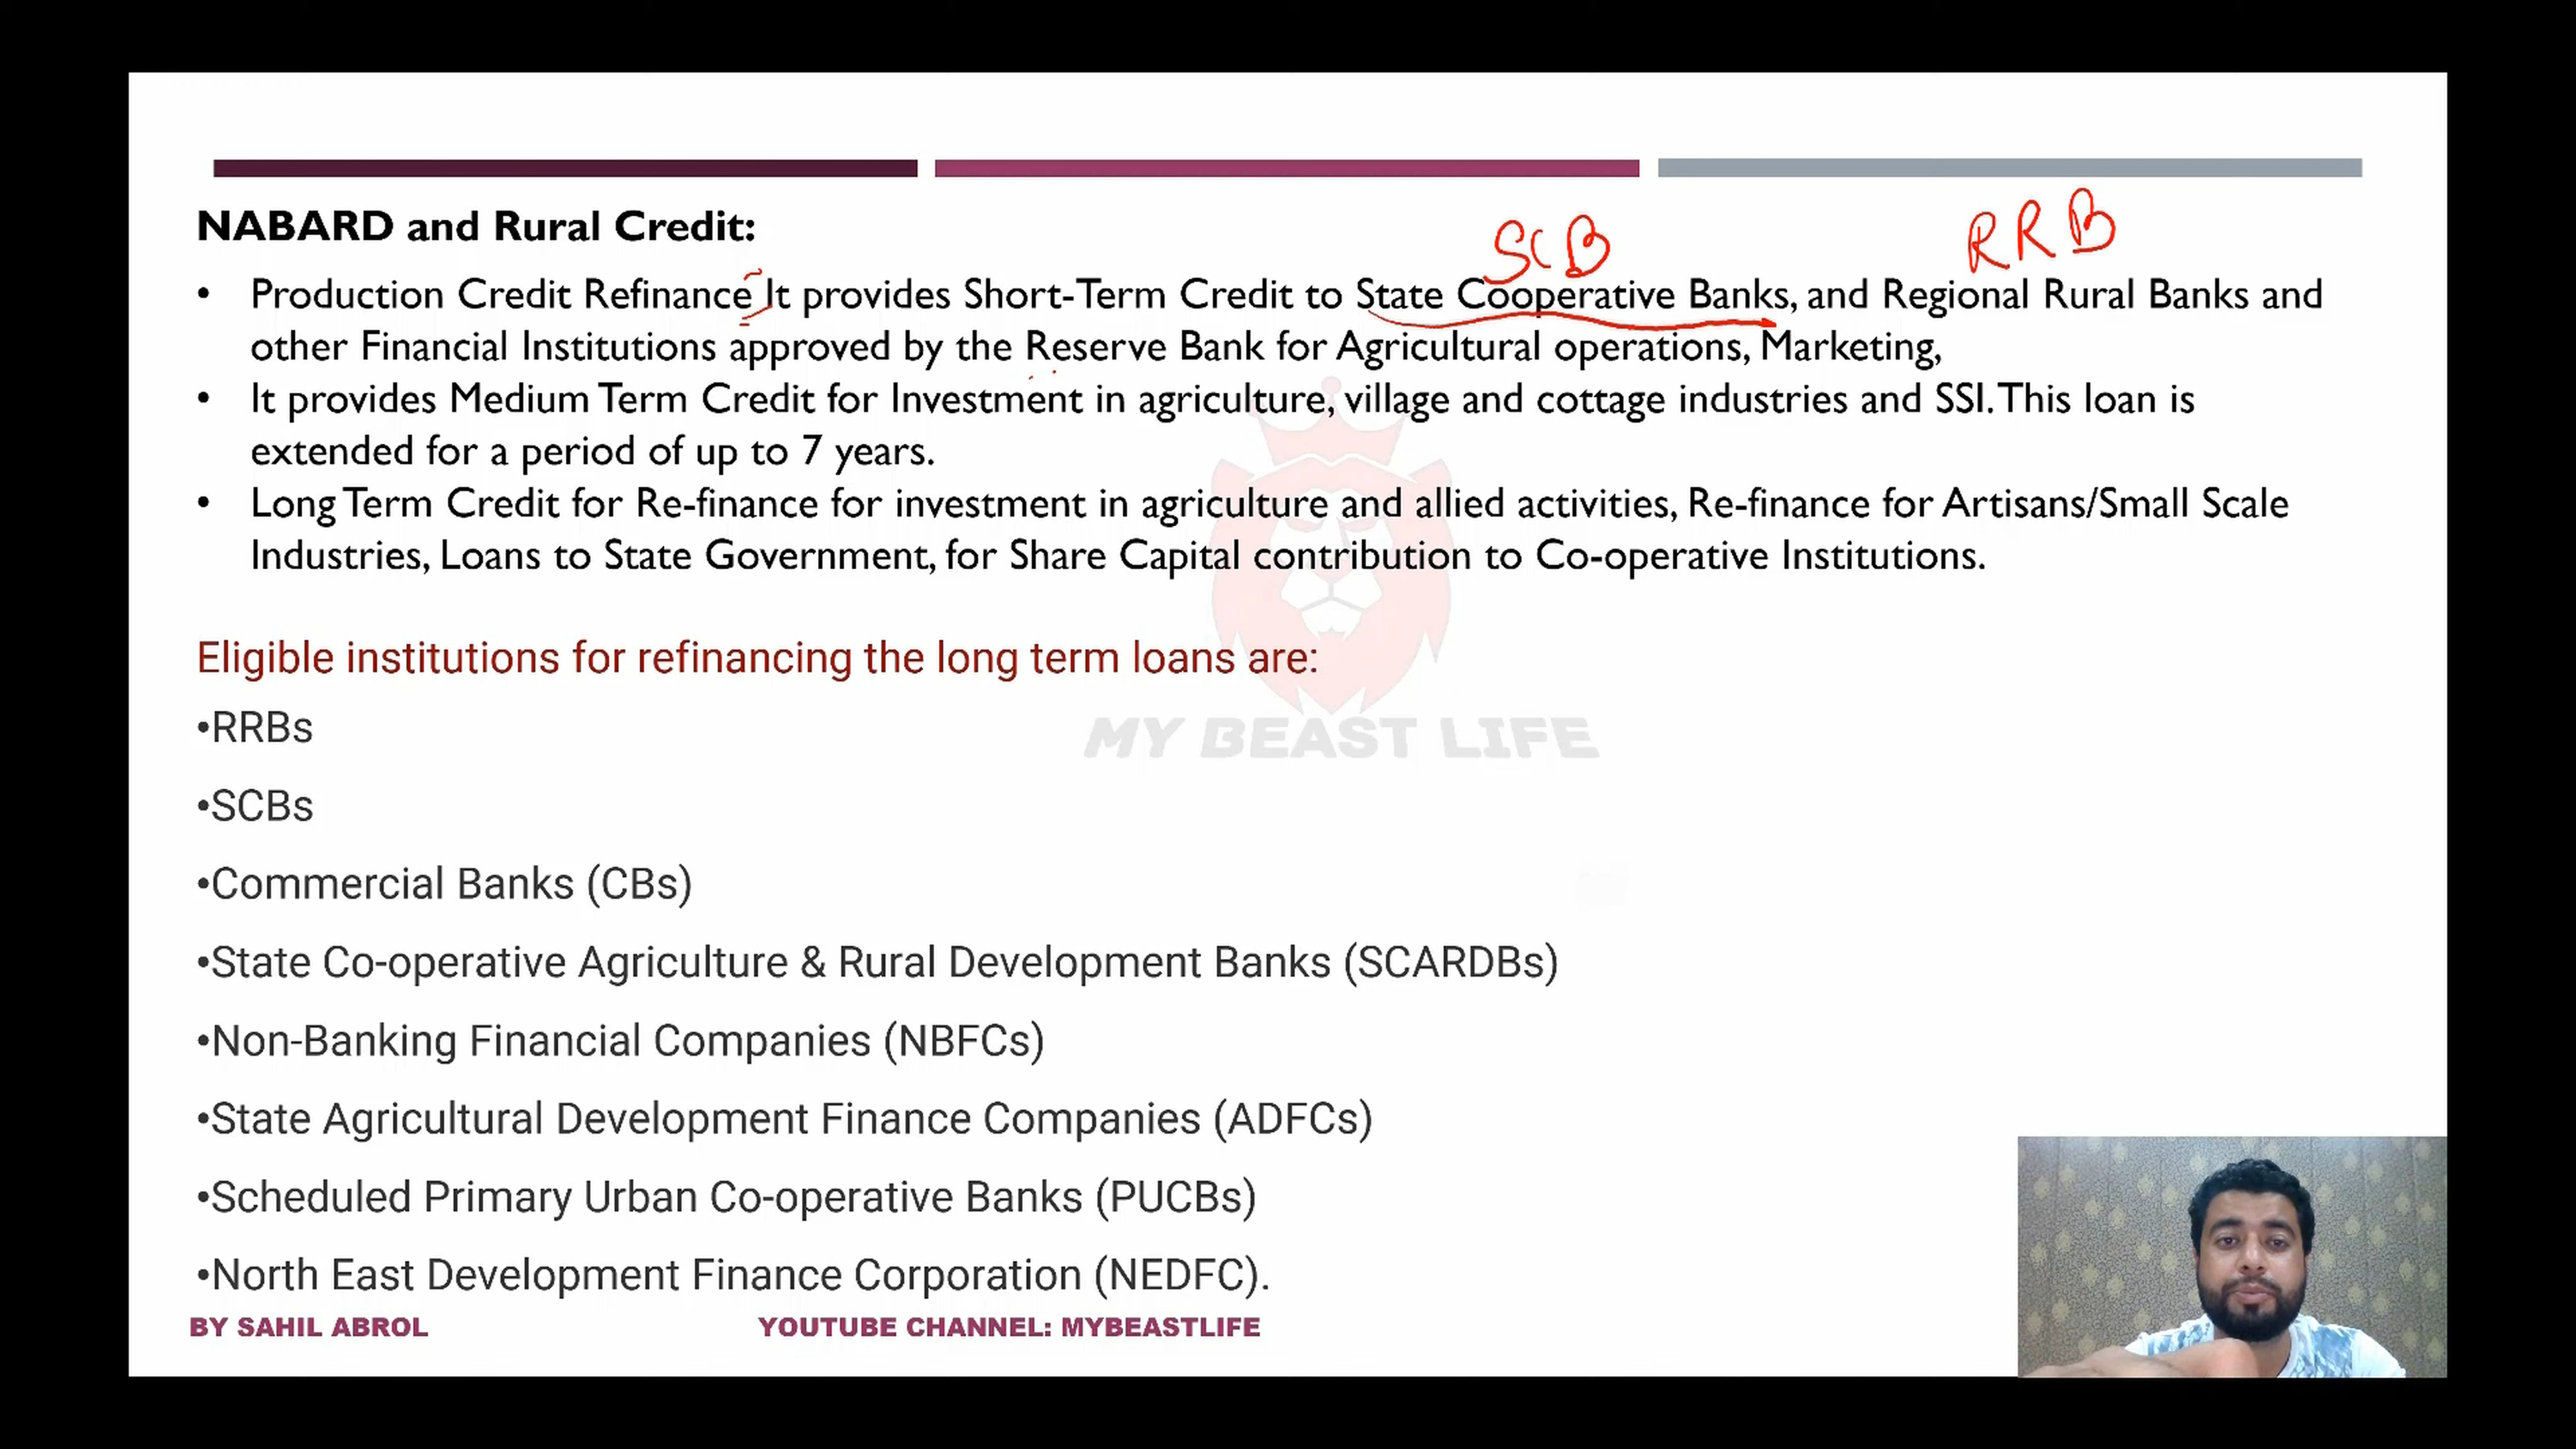 NABARD and Rural Credit:
SCB
RRB
• Production Credit Refinance It provides Short-Term Credit to State Cooperative Banks, and Regional Rural Banks and
other Financial Institutions approved by the Reserve Bank for Agricultural operations, Marketing,
• It provides Medium Term Credit for Investment in agriculture, village and cottage industries and SSI. This loan is
extended for a period of up to 7 years.
• Long Term Credit for Re-finance for investment in agriculture and allied activities, Re-finance for Artisans/Small Scale
Industries, Loans to State Government, for Share Capital contribution to Co-operative Institutions.
Eligible institutions for refinancing the long term loans are:
•RRBs
MY BEAST LIFE
•SCBs
•Commercial Banks (CBs)
•State Co-operative Agriculture & Rural Development Banks (SCARDBs)
•Non-Banking Financial Companies (NBFCs)
•State Agricultural Development Finance Companies (ADFCs)
•Scheduled Primary Urban Co-operative Banks (PUCBs)
•North East Development Finance Corporation (NEDFC).
BY SAHIL ABROL
YOUTUBE CHANNEL: MYBEASTLIFE